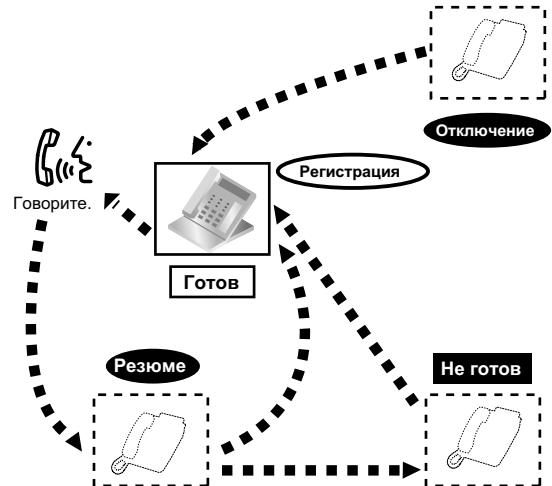 Отключение
Регистрация
Говорите.
Готов
Резюме
Не готов